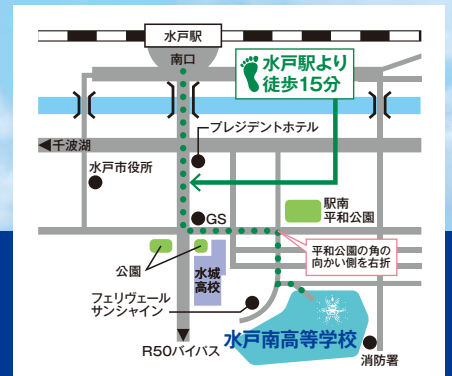 水戸駅
南口
水戸駅より
徒歩15分
プレジデントホテル
千波湖
水戸市役所
駅南
平和公園
GS
平和公園の角の
向かい側を右折
公園
水城
高校
フェリヴェール
サンシャイン
水戸南高等学校
R50バイパス
消防署